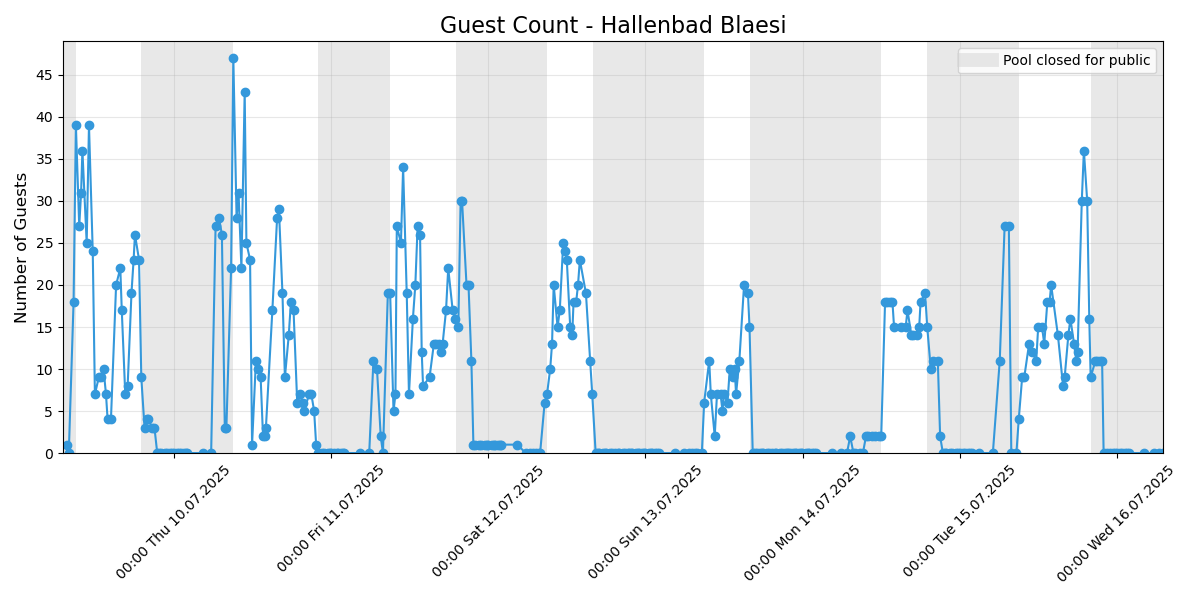 Guest Count - Hallenbad Blaesi
Pool closed for public
Number of Guests
45
40
35
30
25
20
15
10
5
0
00:00 Thu 10.07.2025
00:00 Fri 11.07.2025
00:00 Sat 12.07.2025
00:00 Sun 13.07.2025
00:00 Mon 14.07.2025
00:00 Tue 15.07.2025
00:00 Wed 16.07.2025